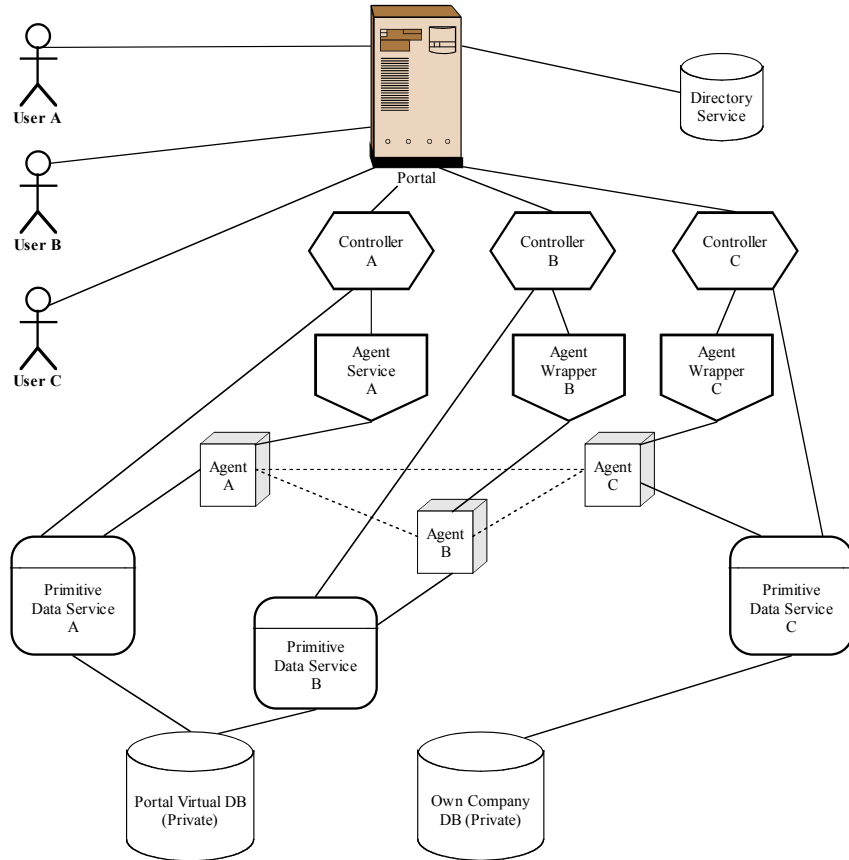 User A
Directory
Service
Portal
User B
Controller
A
Controller
B
Controller
C
User C
Agent
Service
A
Agent
Wrapper
B
Agent
Wrapper
C
Agent
A
Agent
C
Agent
B
Primitive
Data Service
A
Primitive
Data Service
B
Primitive
Data Service
C
Portal Virtual DB
(Private)
Own Company
DB (Private)